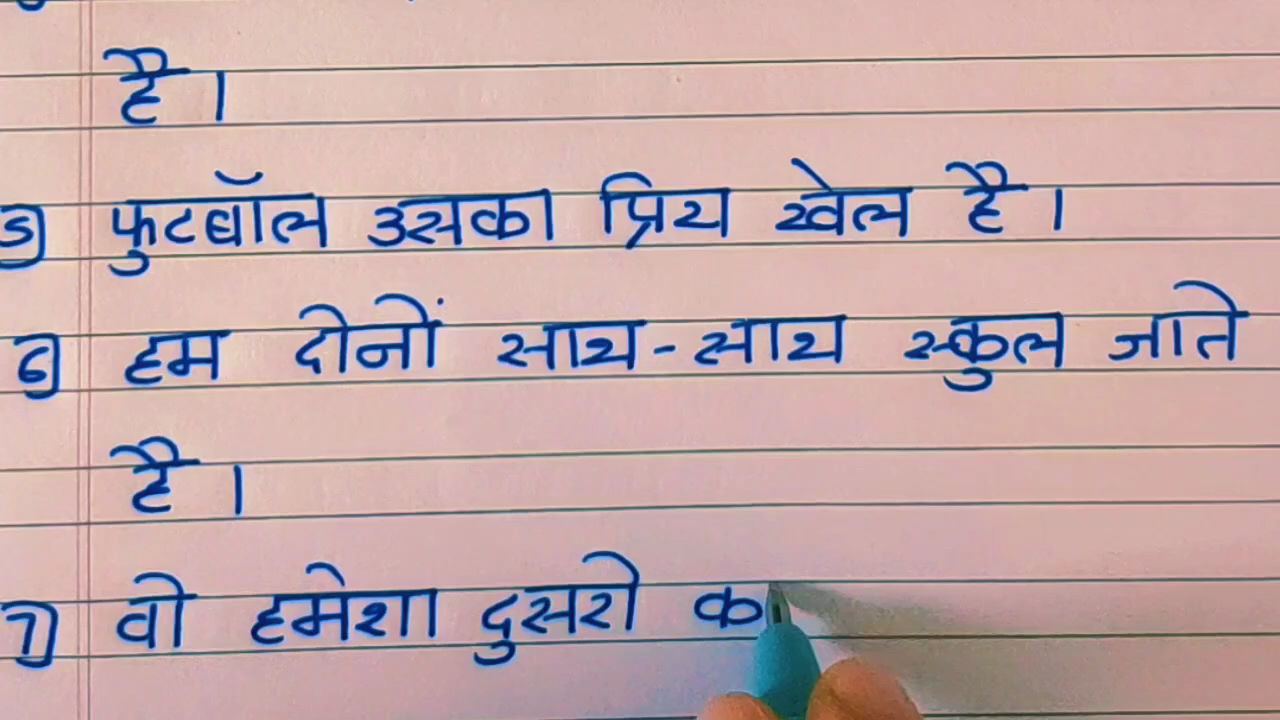 है।
5) फुटबॉल उसका प्रिय खेल है।
6) हम दोनों साथ-साथ स्कुल जाते
है।
7) वो हमेशा दुसरो क